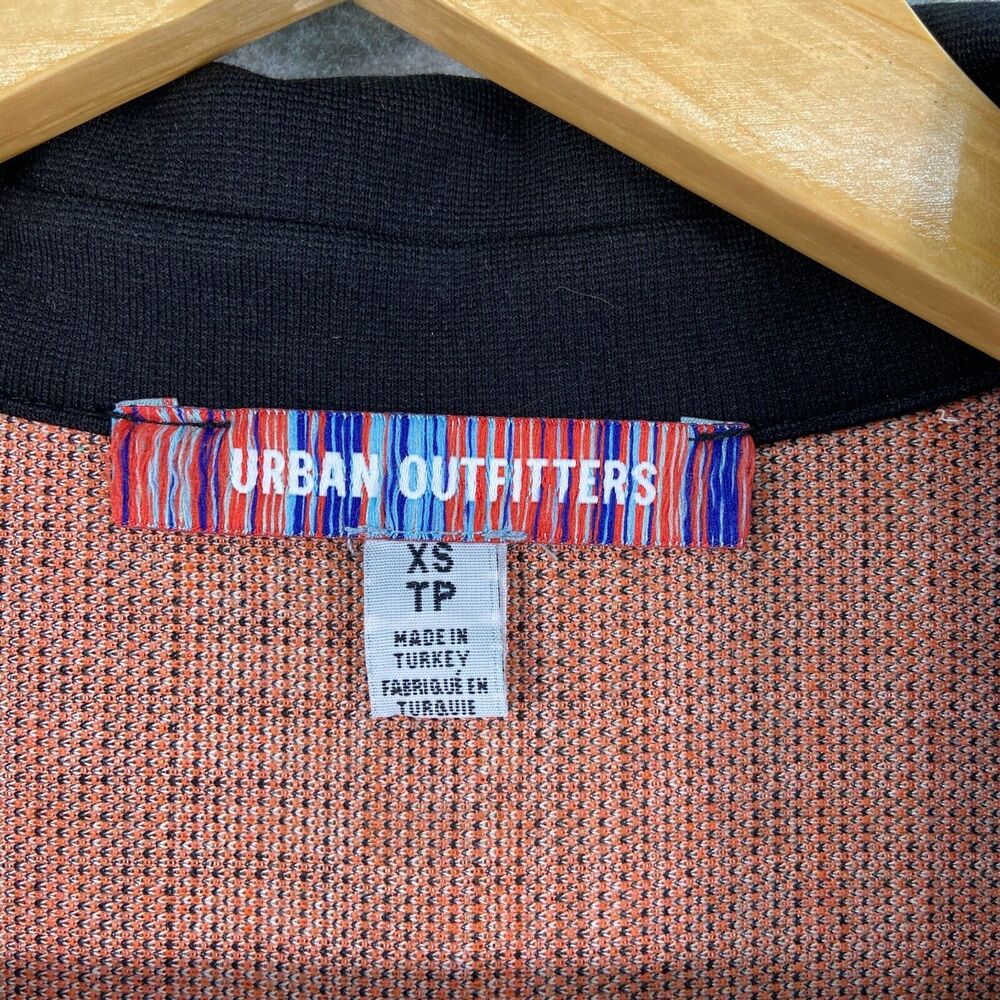 URBAN OUTFITTERS
XS
TP
MADE IN
TURKEY
FABRIQUE EN
TURQUIE